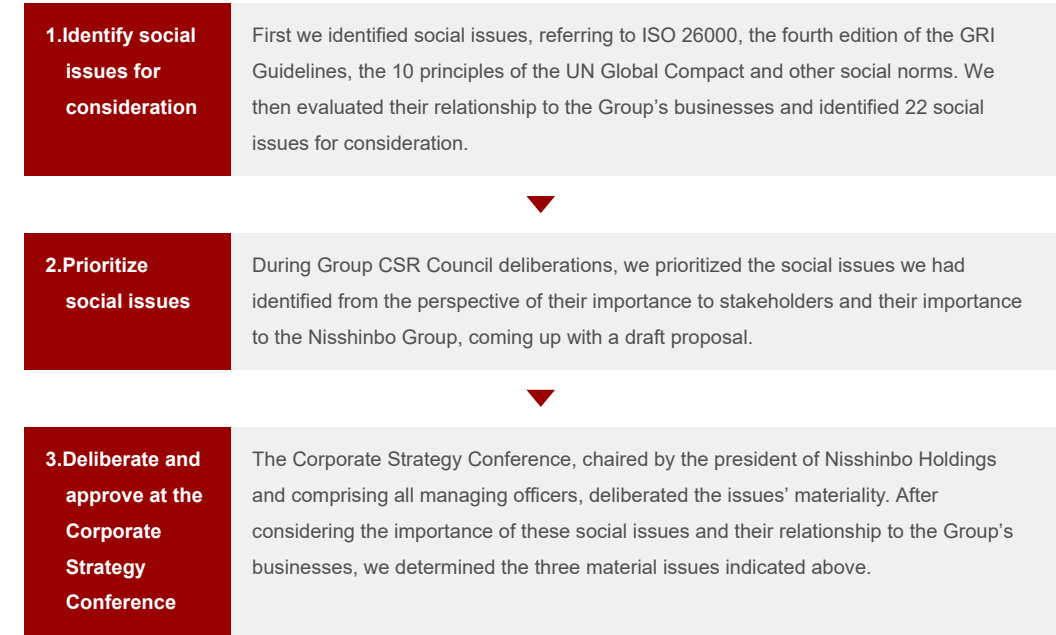 1.Identify social
issues for
consideration
First we identified social issues, referring to ISO 26000, the fourth edition of the GRI
Guidelines, the 10 principles of the UN Global Compact and other social norms. We
then evaluated their relationship to the Group’s businesses and identified 22 social
issues for consideration.
2.Prioritize
social issues
During Group CSR Council deliberations, we prioritized the social issues we had
identified from the perspective of their importance to stakeholders and their importance
to the Nisshinbo Group, coming up with a draft proposal.
3.Deliberate and
approve at the
Corporate
Strategy
Conference
The Corporate Strategy Conference, chaired by the president of Nisshinbo Holdings
and comprising all managing officers, deliberated the issues’ materiality. After
considering the importance of these social issues and their relationship to the Group’s
businesses, we determined the three material issues indicated above.